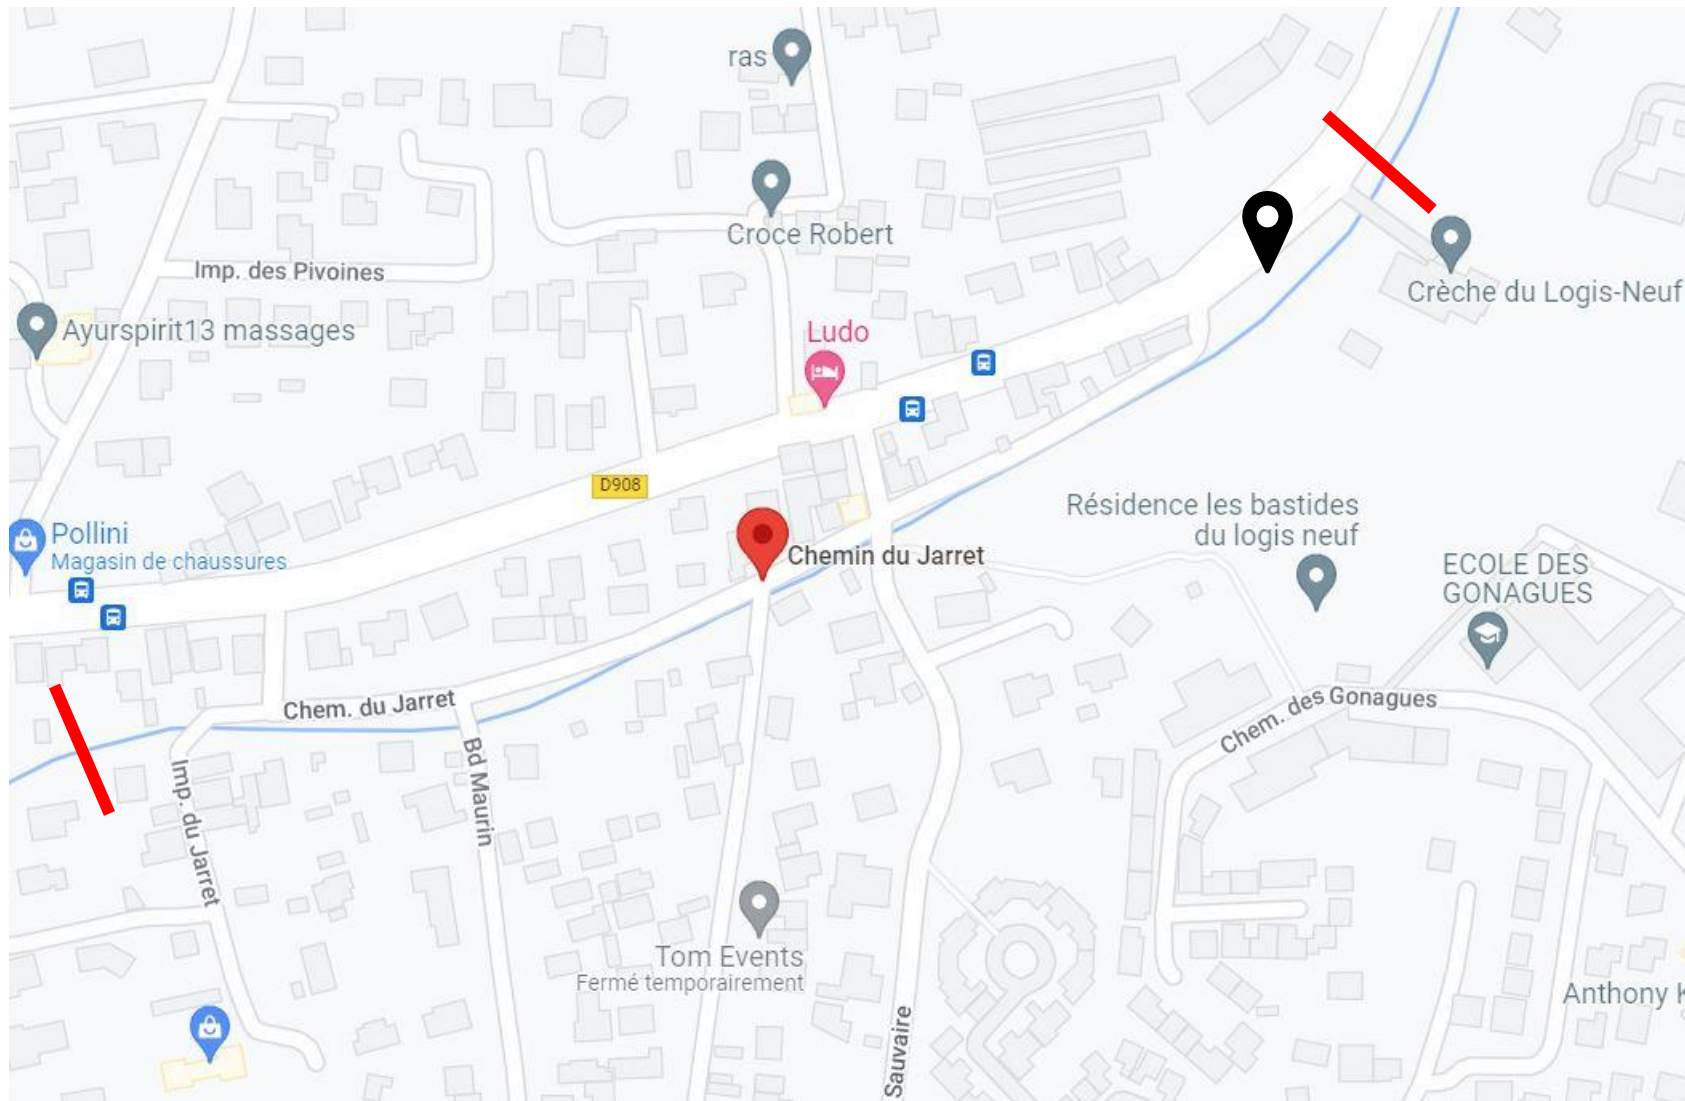 ras
Croce Robert
Imp. des Pivoines
Crèche du Logis-Neuf
Ayurspirit13 massages
Ludo
D908
Résidence les bastides
du logis neuf
Pollini
Magasin de chaussures
Chemin du Jarret
ECOLE DES
GONAGUES
Chem. du Jarret
Chem. des Gonagues
Bd Maurin
Imp. du Jarret
Tom Events
Fermé temporairement
Anthony K
Sauvaire